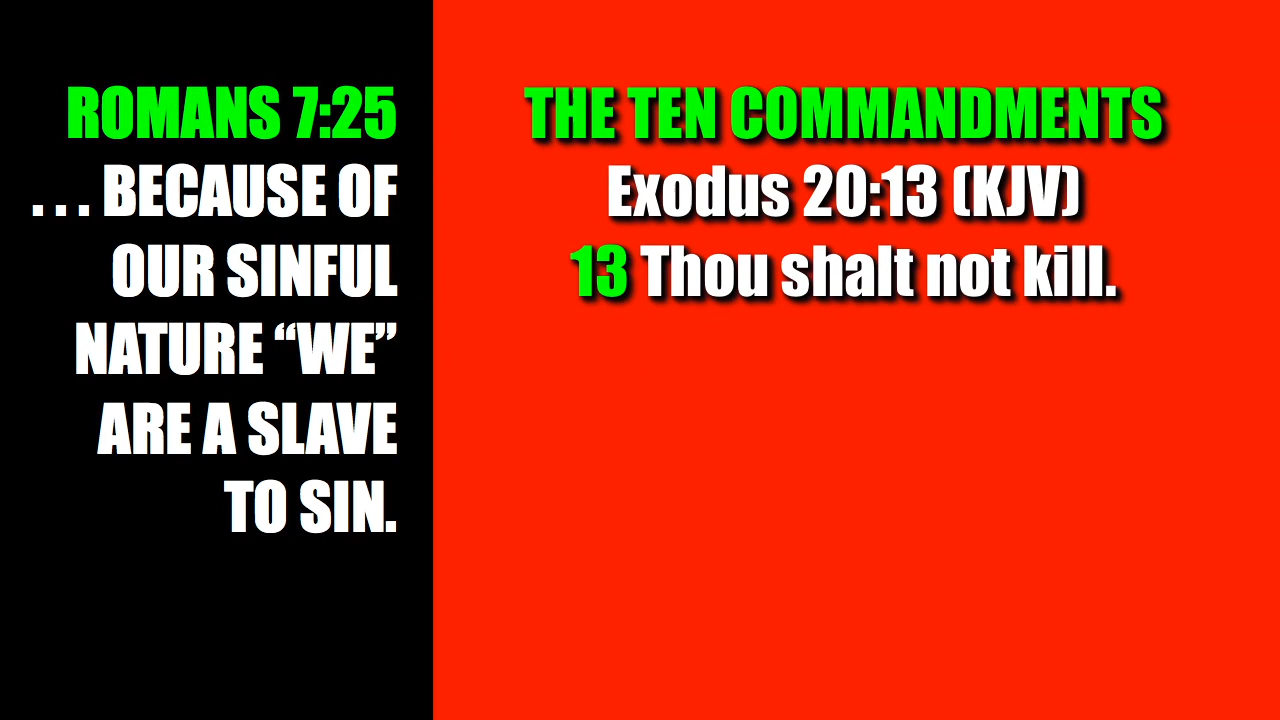 ROMANS 7:25
. . . BECAUSE OF
OUR SINFUL
NATURE “WE”
ARE A SLAVE
TO SIN.
THE TEN COMMANDMENTS
Exodus 20:13 (KJV)
13 Thou shalt not kill.